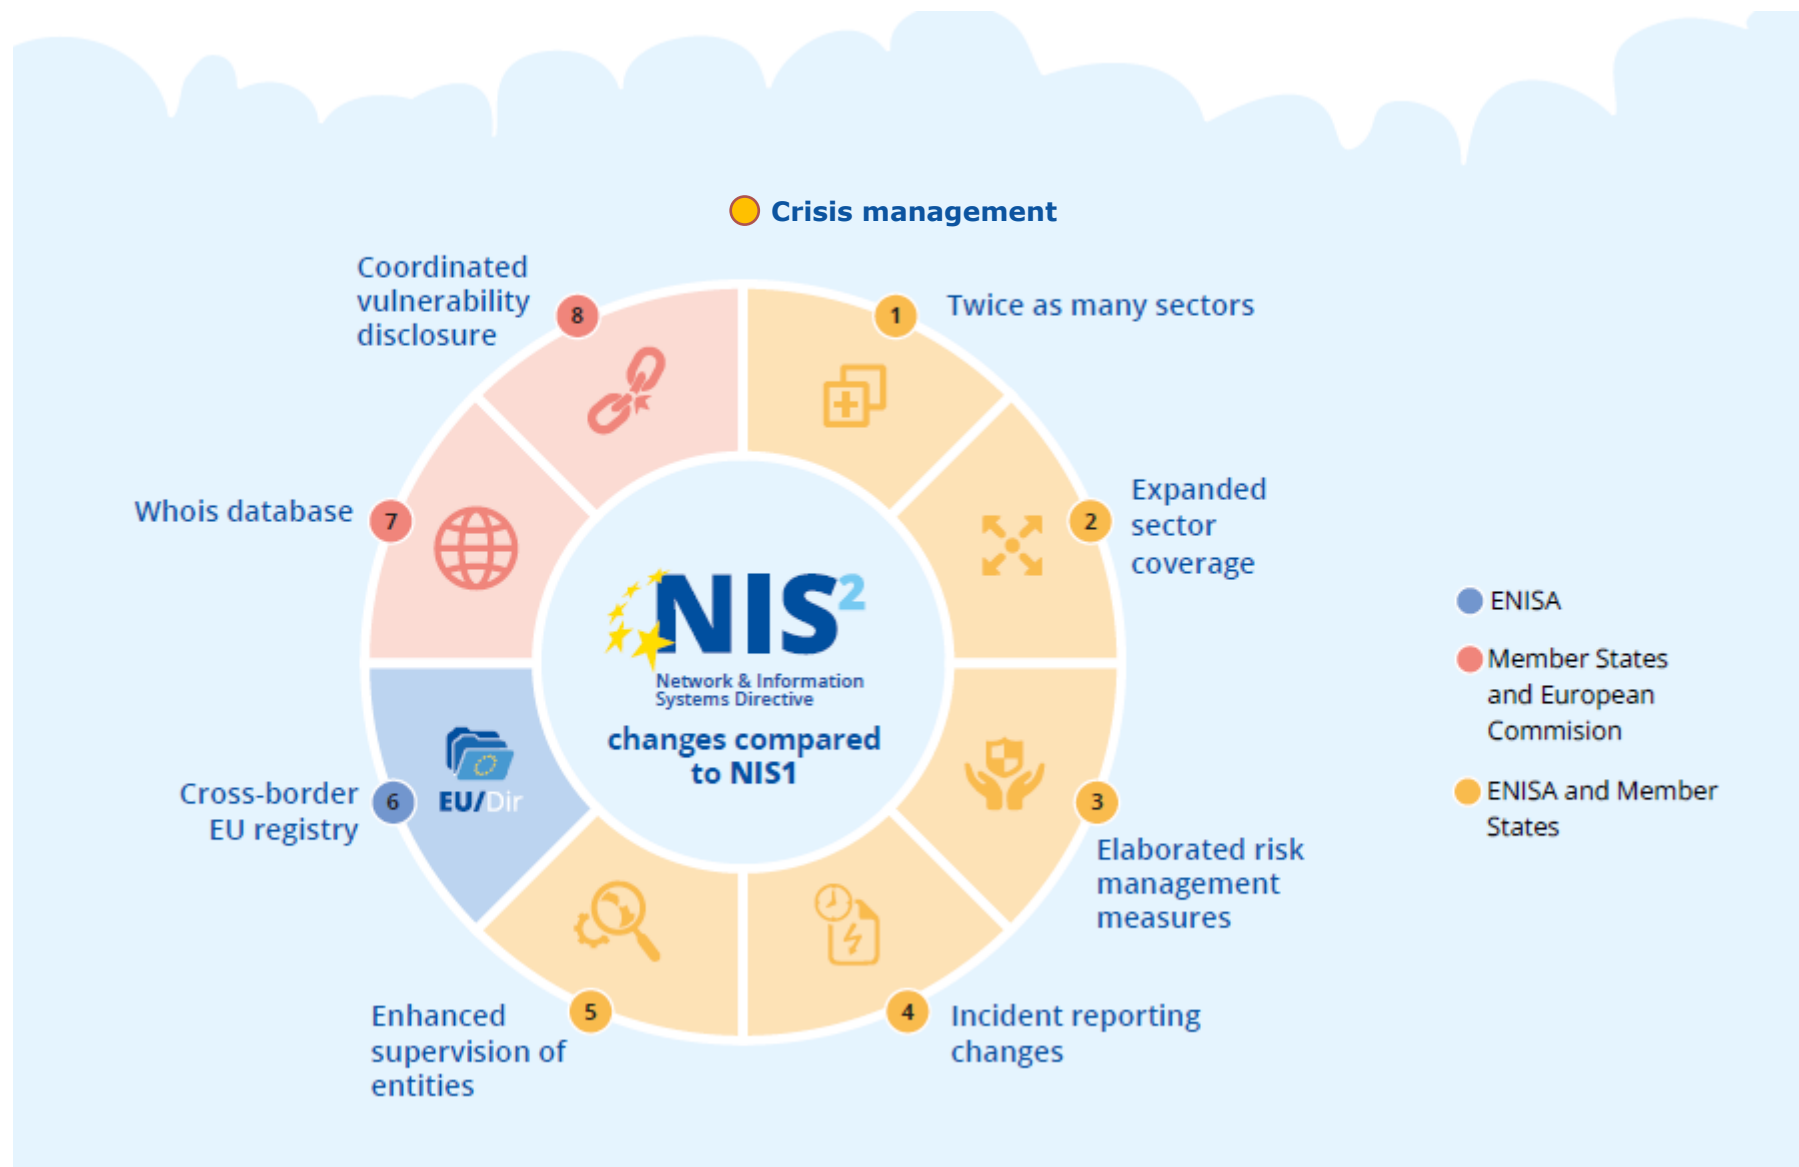 Crisis management
Coordinated
vulnerability
disclosure
8
1
Twice as many sectors
Whois database
7
2
Expanded
sector
coverage
NIS2
Network & Information
Systems Directive
changes compared
to NIS1
ENISA
Member States
and European
Commision
ENISA and Member
States
Cross-border
EU registry
6
EU/Dir
3
Elaborated risk
management
measures
Enhanced
supervision of
entities
5
4
Incident reporting
changes